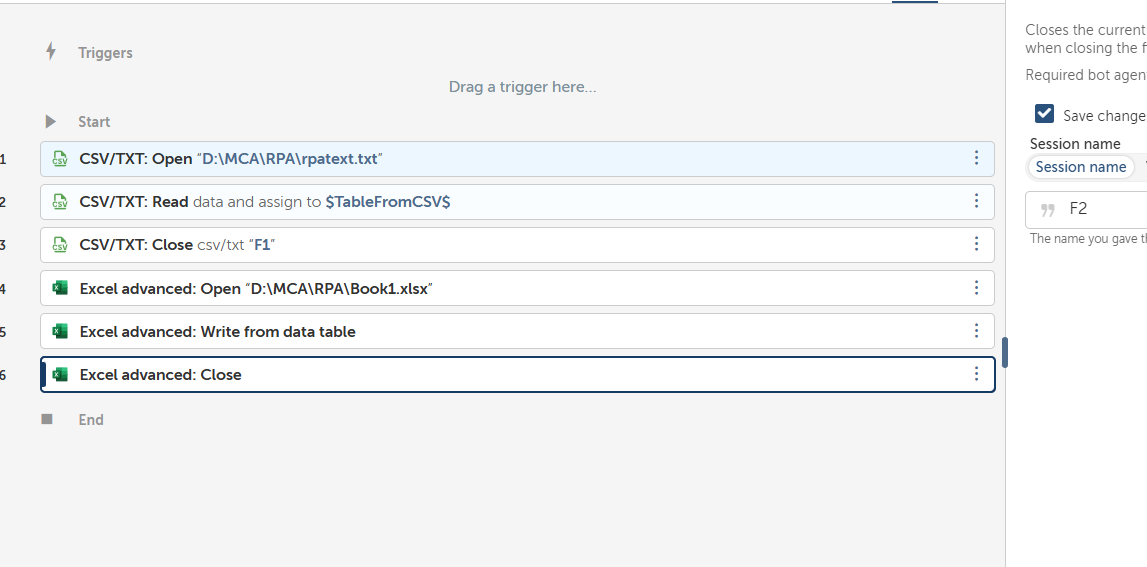 Triggers
Drag a trigger here...
Start
1 CSV/TXT: Open “D:\MCA\RPA\rpatext.txt”
2 CSV/TXT: Read data and assign to $TableFromCSV$
3 CSV/TXT: Close csv/txt “F1”
4 Excel advanced: Open “D:\MCA\RPA\Book1.xlsx”
5 Excel advanced: Write from data table
6 Excel advanced: Close
End
Closes the current
when closing the f
Required bot agen
Save change
Session name
Session name
F2
The name you gave th